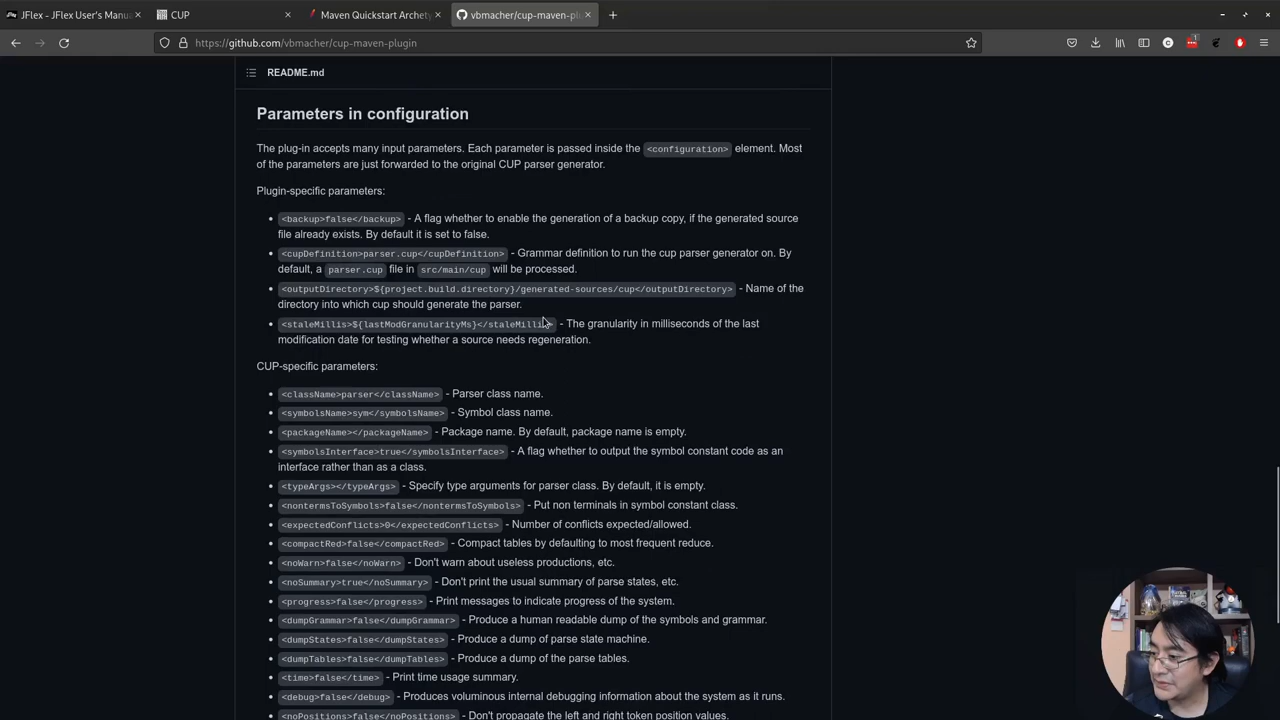 JFlex - JFlex User's Manua
CUP
Maven Quickstart Archety
vbmacher/cup-maven-plu
https://github.com/vbmacher/cup-maven-plugin
1
README.md
Parameters in configuration
The plug-in accepts many input parameters. Each parameter is passed inside the <configuration> element. Most
of the parameters are just forwarded to the original CUP parser generator.
Plugin-specific parameters:
<backup>false</backup> - A flag whether to enable the generation of a backup copy, if the generated source
file already exists. By default it is set to false.
<cupDefinition>parser.cup</cupDefinition> - Grammar definition to run the cup parser generator on. By
default, a parser.cup file in src/main/cup will be processed.
<outputDirectory>${project.build.directory}/generated-sources/cup</outputDirectory> - Name of the
directory into which cup should generate the parser.
<staleMillis>${lastModGranularityMs}</staleMillis> - The granularity in milliseconds of the last
modification date for testing whether a source needs regeneration.
CUP-specific parameters:
<className>parser</className> - Parser class name.
<symbolsName>sym</symbolsName> - Symbol class name.
<packageName></packageName> - Package name. By default, package name is empty.
<symbolsInterface>true</symbolsInterface> - A flag whether to output the symbol constant code as an
interface rather than as a class.
<typeArgs></typeArgs> - Specify type arguments for parser class. By default, it is empty.
<nontermsToSymbols>false</nontermsToSymbols> - Put non terminals in symbol constant class.
<expectedConflicts>0</expectedConflicts> - Number of conflicts expected/allowed.
<compactRed>false</compactRed> - Compact tables by defaulting to most frequent reduce.
<noWarn>false</noWarn> - Don't warn about useless productions, etc.
<noSummary>true</noSummary> - Don't print the usual summary of parse states, etc.
<progress>false</progress> - Print messages to indicate progress of the system.
<dumpGrammar>false</dumpGrammar> - Produce a human readable dump of the symbols and grammar.
<dumpStates>false</dumpStates> - Produce a dump of parse state machine.
<dumpTables>false</dumpTables> - Produce a dump of the parse tables.
<time>false</time> - Print time usage summary.
<debug>false</debug> - Produces voluminous internal debugging information about the system as it runs.
<noPositions>false</noPositions> - Don't propagate the left and right token position values.